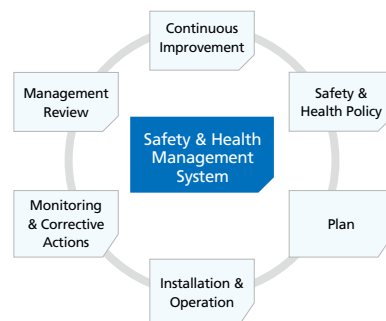 Continuous
Improvement
Safety &
Health Policy
Plan
Installation &
Operation
Monitoring
& Corrective
Actions
Management
Review
Safety & Health
Management
System